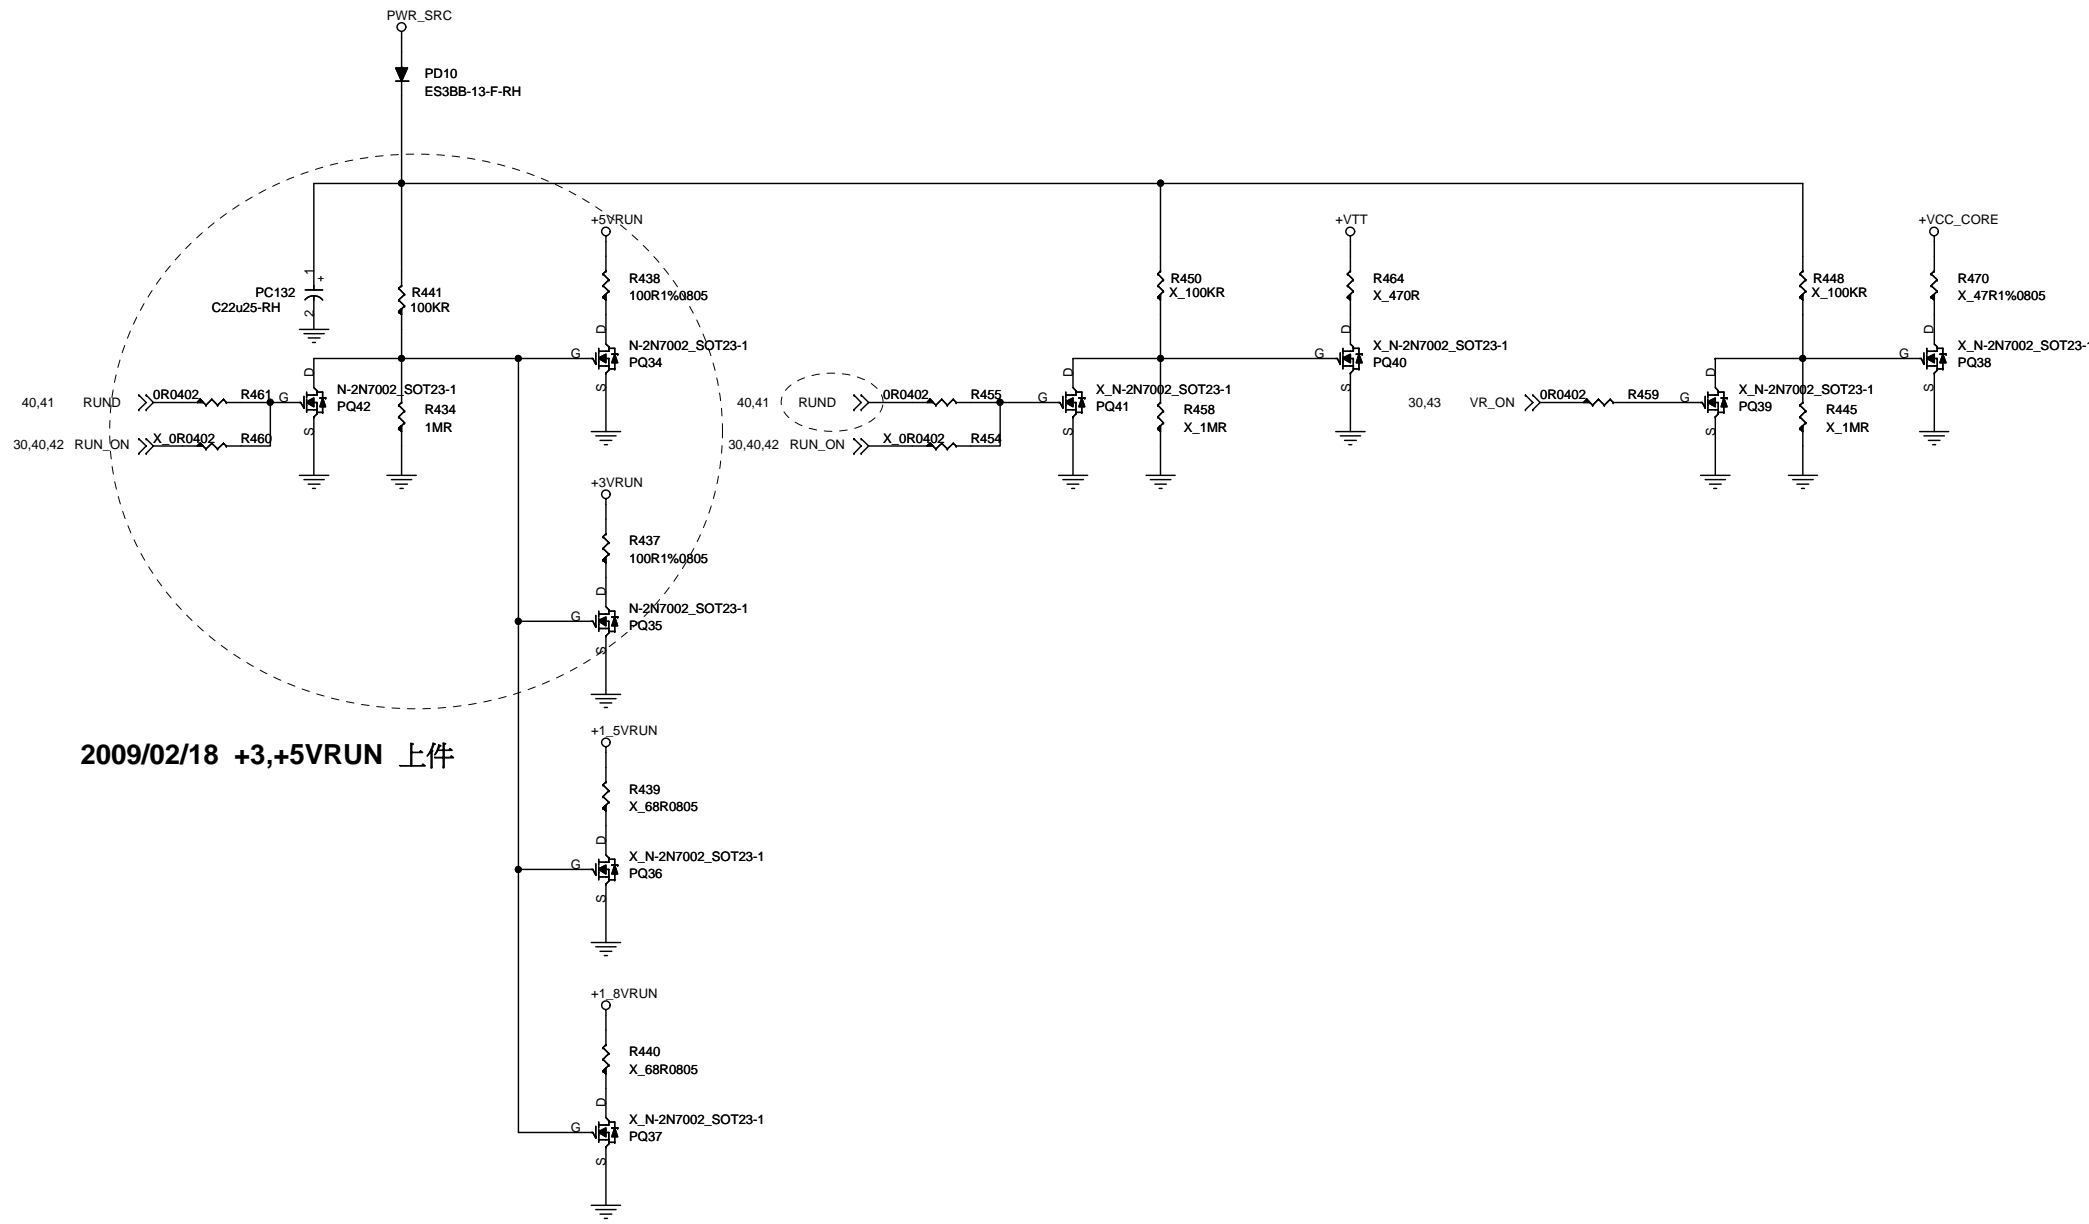 PWR_SRC
PD10
ES3BB-13-F-RH
1
+
PC132
C22u25-RH
2
R441
100KR
+5VRUN
R438
100R1%0805
D
N-2N7002_SOT23-1
G
PQ34
S
D
N-2N7002_SOT23-1
40,41 RUND
0R0402 R461
G
PQ42
S
30,40,42 RUN_ON
X_0R0402 R460
R434
1MR
+3VRUN
R437
100R1%0805
D
N-2N7002_SOT23-1
G
PQ35
S
2009/02/18 +3,+5VRUN 上件
+1_5VRUN
R439
X_68R0805
D
X_N-2N7002_SOT23-1
G
PQ36
S
+1_8VRUN
R440
X_68R0805
D
X_N-2N7002_SOT23-1
G
PQ37
S
R450
X_100KR
+VTT
R464
X_470R
D
X_N-2N7002_SOT23-1
G
PQ40
S
D
X_N-2N7002_SOT23-1
40,41 RUND
0R0402 R455
G
PQ41
S
30,40,42 RUN_ON
X_0R0402 R454
R458
X_1MR
R448
X_100KR
+VCC_CORE
R470
X_47R1%0805
D
X_N-2N7002_SOT23-1
G
PQ38
S
D
X_N-2N7002_SOT23-1
30,43 VR_ON
0R0402 R459
G
PQ39
S
R445
X_1MR